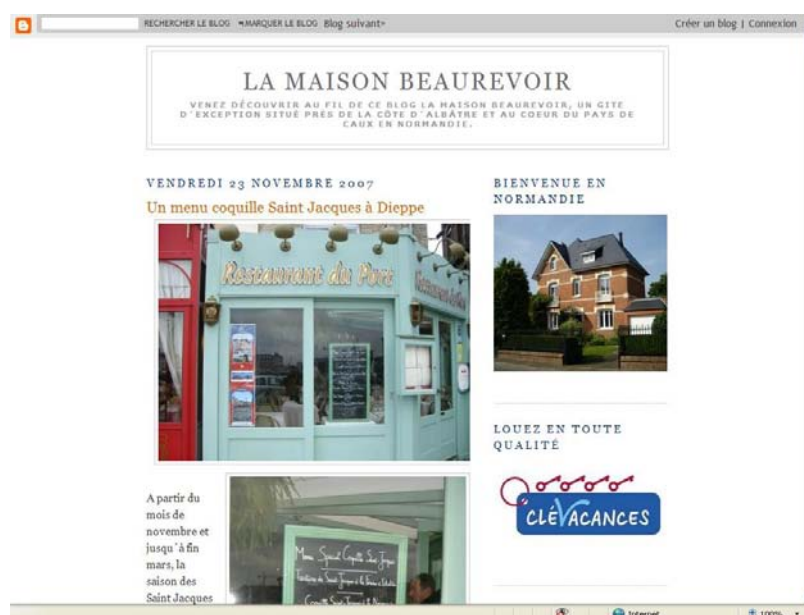 RECHERCHER LE BLOG MARQUER LE BLOG Blog suivant»
Créer un blog | Connexion
LA MAISON BEAUREVOIR
VENEZ DÉCOUVRIR AU FIL DE CE BLOG LA MAISON BEAUREVOIR, UN GITE
D'EXCEPTION SITUÉ PRÈS DE LA CÔTE D'ALBÂTRE ET AU COEUR DU PAYS DE
CAUX EN NORMANDIE.
VENDREDI 23 NOVEMBRE 2007
Un menu coquille Saint Jacques à Dieppe
Restaurant du Port
A partir du
mois de
novembre et
jusqu'à fin
mars, la
saison des
Saint Jacques
Menu Special Coquille Saint Jacques
BIENVENUE EN
NORMANDIE
LOUEZ EN TOUTE
QUALITÉ
CLÉVACANCES
Internet
100%